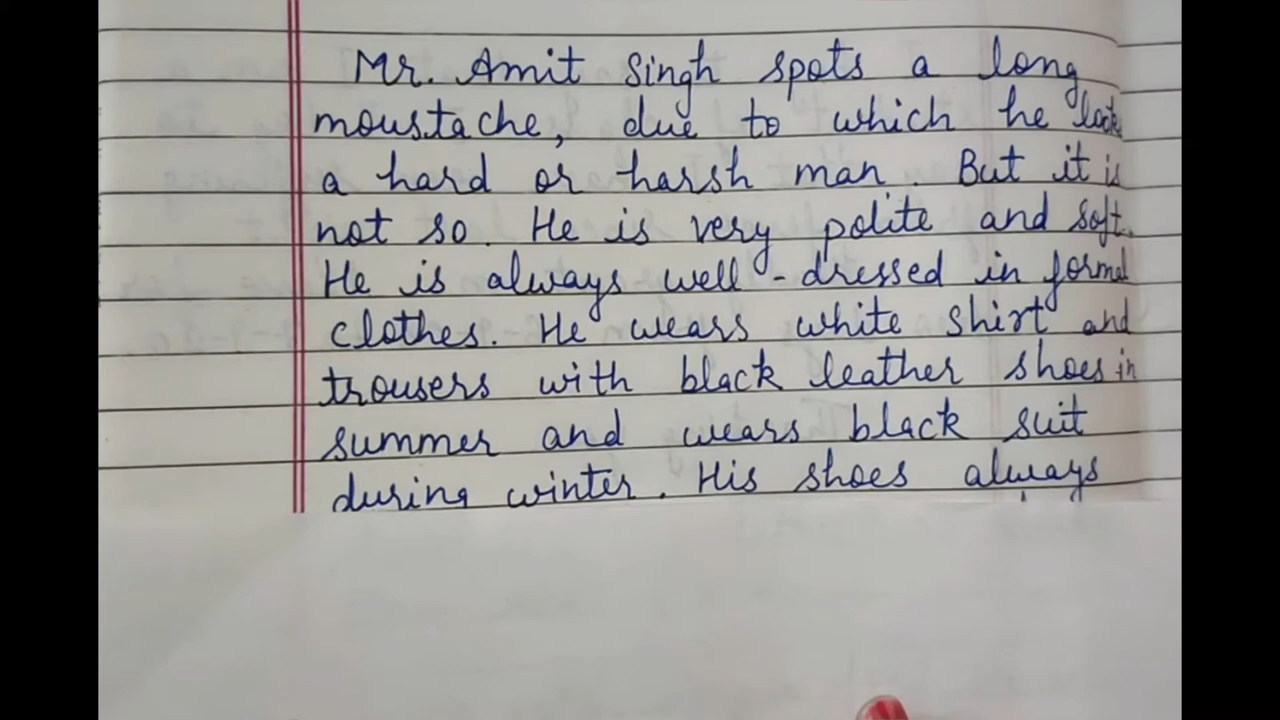 Mr. Amit Singh spots a long
moustache, due to which he looks
a hard or harsh man. But it is
not so. He is very polite and soft.
He is always well-dressed in formal
clothes. He wears white shirt and
trousers with black leather shoes in
summer and wears black suit
during winter. His shoes always